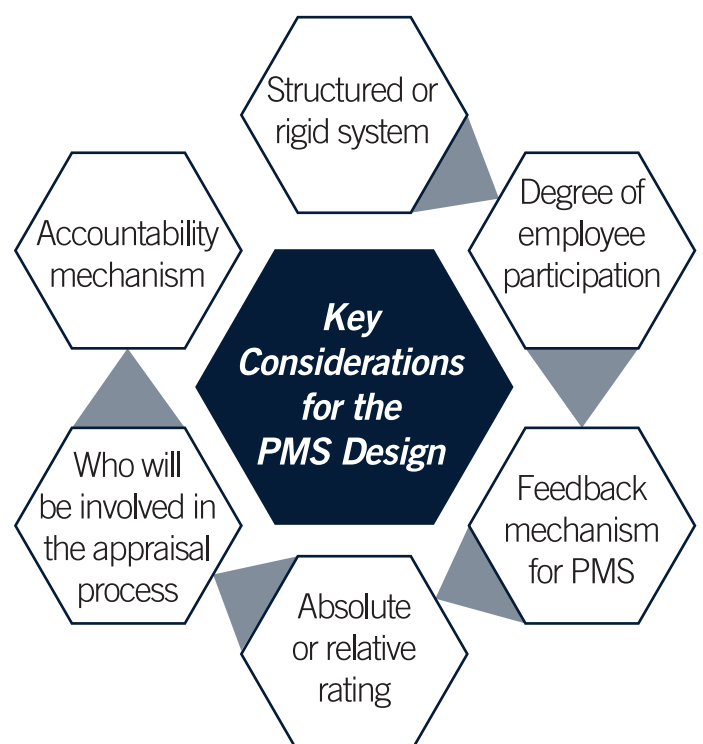 Structured or
rigid system
Degree of
employee
participation
Feedback
mechanism
for PMS
Absolute
or relative
rating
Who will
be involved in
the appraisal
process
Accountability
mechanism
Key
Considerations
for the
PMS Design